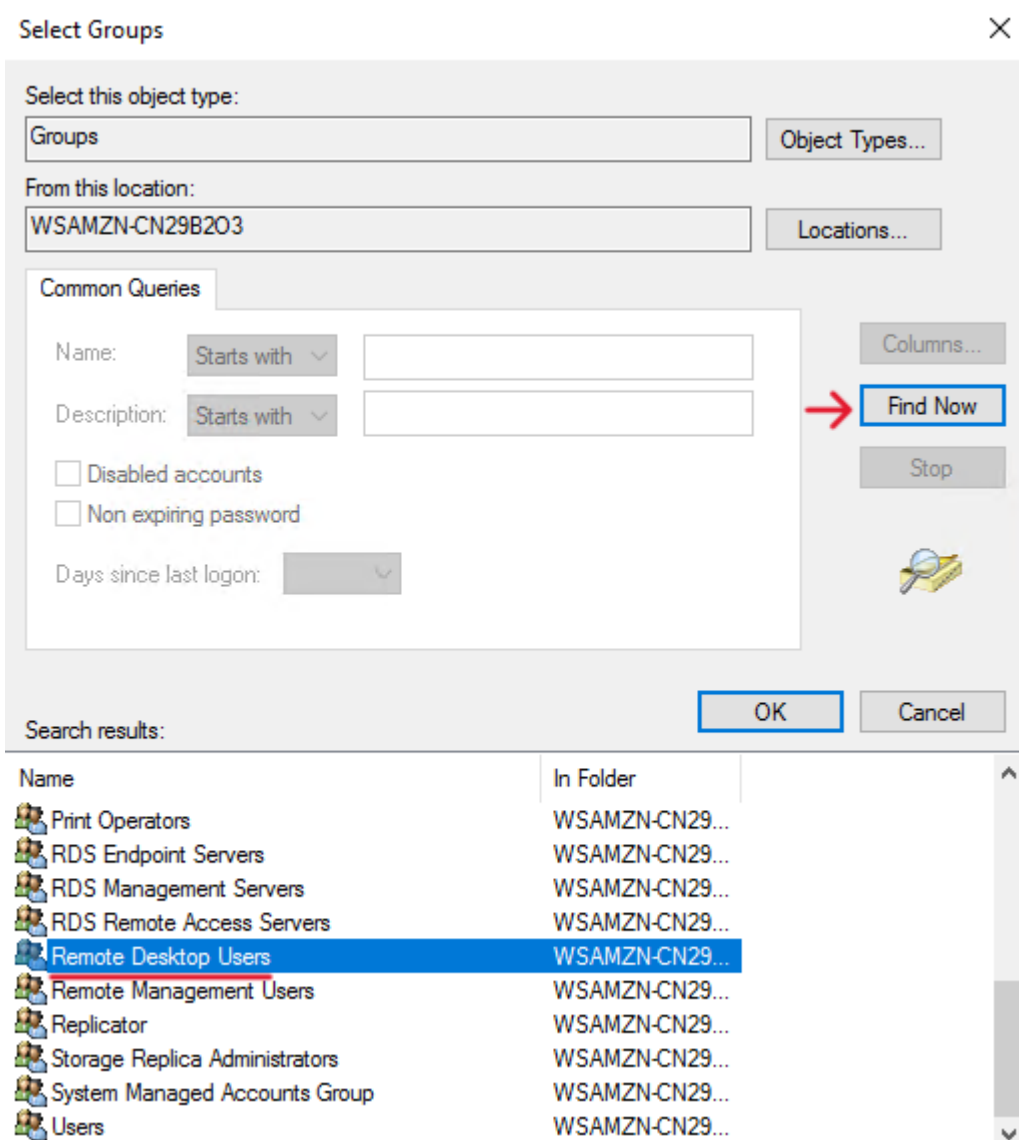 Select Groups
Select this object type:
Groups
Object Types...
From this location:
WSAMZN-CN29B2O3
Locations...
Common Queries
Name:
Starts with
Columns...
Description:
Starts with
Find Now
Disabled accounts
Stop
Non expiring password
Days since last logon:
OK
Cancel
Search results:
Name In Folder
Print Operators WSAMZN-CN29...
RDS Endpoint Servers WSAMZN-CN29...
RDS Management Servers WSAMZN-CN29...
RDS Remote Access Servers WSAMZN-CN29...
Remote Desktop Users WSAMZN-CN29...
Remote Management Users WSAMZN-CN29...
Replicator WSAMZN-CN29...
Storage Replica Administrators WSAMZN-CN29...
System Managed Accounts Group WSAMZN-CN29...
Users WSAMZN-CN29...